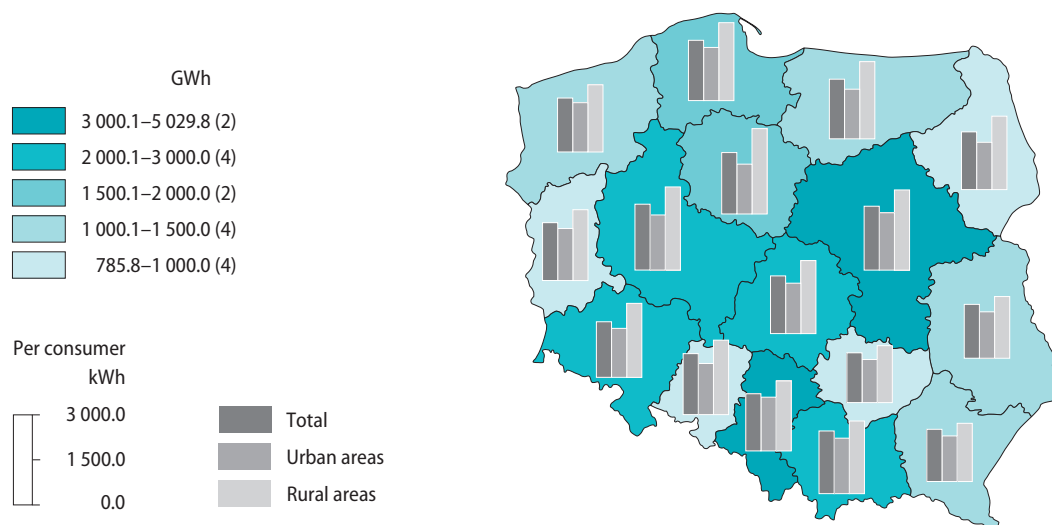 GWh
3 000.1–5 029.8 (2)
2 000.1–3 000.0 (4)
1 500.1–2 000.0 (2)
1 000.1–1 500.0 (4)
785.8–1 000.0 (4)
Per consumer
kWh
3 000.0
1 500.0
0.0
Total
Urban areas
Rural areas